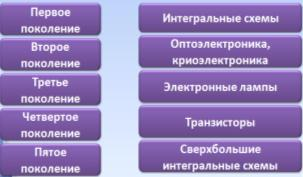 Первое
поколение
Второе
поколение
Третье
поколение
Четвертое
поколение
Пятое
поколение
Интегральные схемы
Оптоэлектроника,
криоэлектроника
Электронные лампы
Транзисторы
Сверхбольшие
интегральные схемы